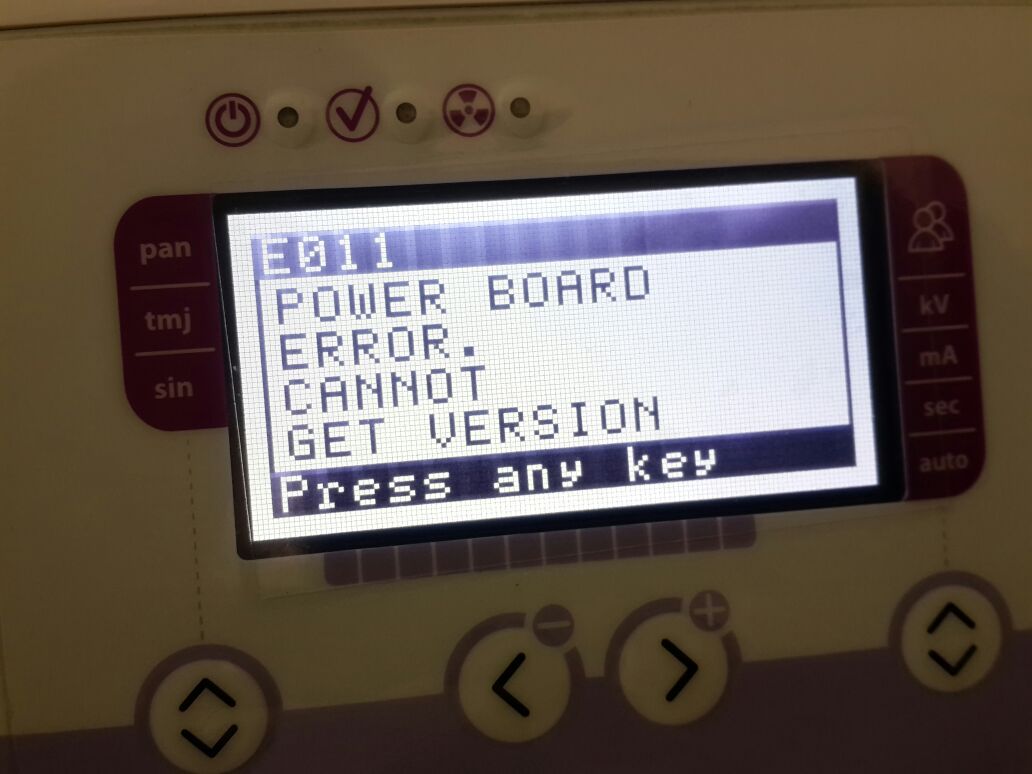 E011
POWER BOARD
ERROR.
CANNOT
GET VERSION
Press any key
pan
tmj
sin
kV
mA
sec
auto